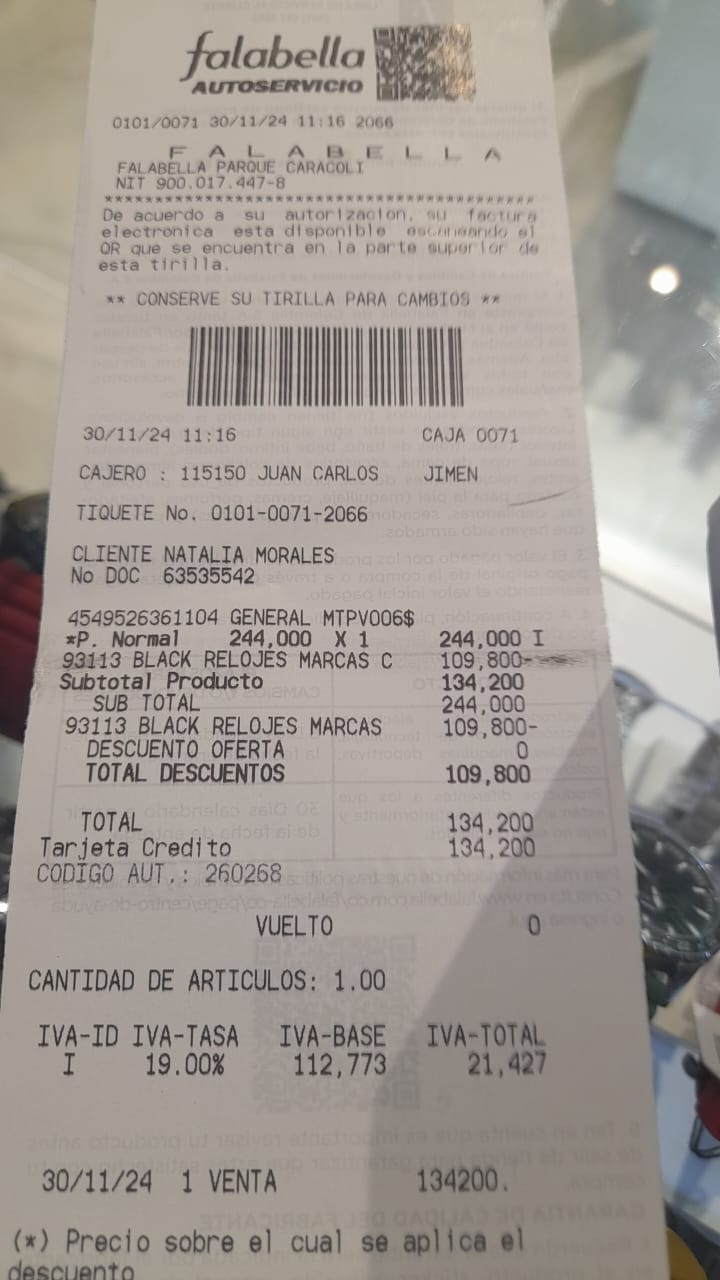 falabella
AUTOSERVICIO
0101/0071 30/11/24 11:16 2066
F A L A B E L L A
FALABELLA PARQUE CARACOLI
NIT 900.017.447-8
****************************************
De acuerdo a su autorizacion, su factura
electronica esta disponible escaneando el
QR que se encuentra en la parte superior de
esta tirilla.
** CONSERVE SU TIRILLA PARA CAMBIOS **
30/11/24 11:16 CAJA 0071
CAJERO : 115150 JUAN CARLOS JIMEN
TIQUETE No. 0101-0071-2066
CLIENTE NATALIA MORALES
No DOC 63535542
4549526361104 GENERAL MTPV006$
*P. Normal 244,000 X 1 244,000 I
93113 BLACK RELOJES MARCAS C 109,800-
Subtotal Producto 134,200
SUB TOTAL 244,000
93113 BLACK RELOJES MARCAS 109,800-
DESCUENTO OFERTA 0
TOTAL DESCUENTOS 109,800
TOTAL 134,200
Tarjeta Credito 134,200
CODIGO AUT.: 260268
VUELTO 0
CANTIDAD DE ARTICULOS: 1.00
IVA-ID IVA-TASA IVA-BASE IVA-TOTAL
I 19.00% 112,773 21,427
30/11/24 1 VENTA 134200.
(*) Precio sobre el cual se aplica el
descuento